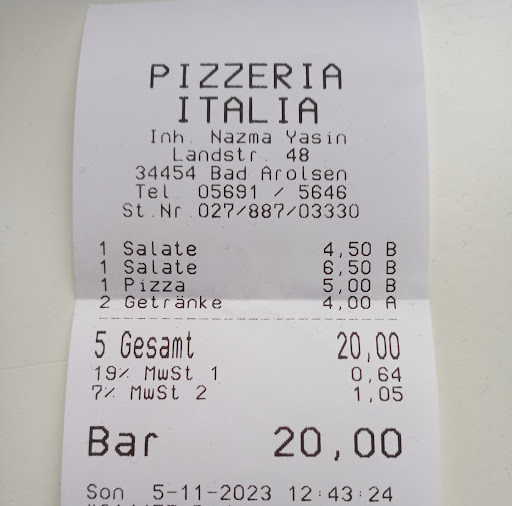 PIZZERIA
ITALIA
Inh. Nazma Yasin
Landstr. 48
34454 Bad Arolsen
Tel. 05691 / 5646
St.Nr.027/887/03330
1 Salate 4,50 B
1 Salate 6,50 B
1 Pizza 5,00 B
2 Getränke 4,00 A
5 Gesamt 20,00
19% MwSt 1 0,64
7% MwSt 2 1,05
Bar 20,00
Son 5-11-2023 12:43:24